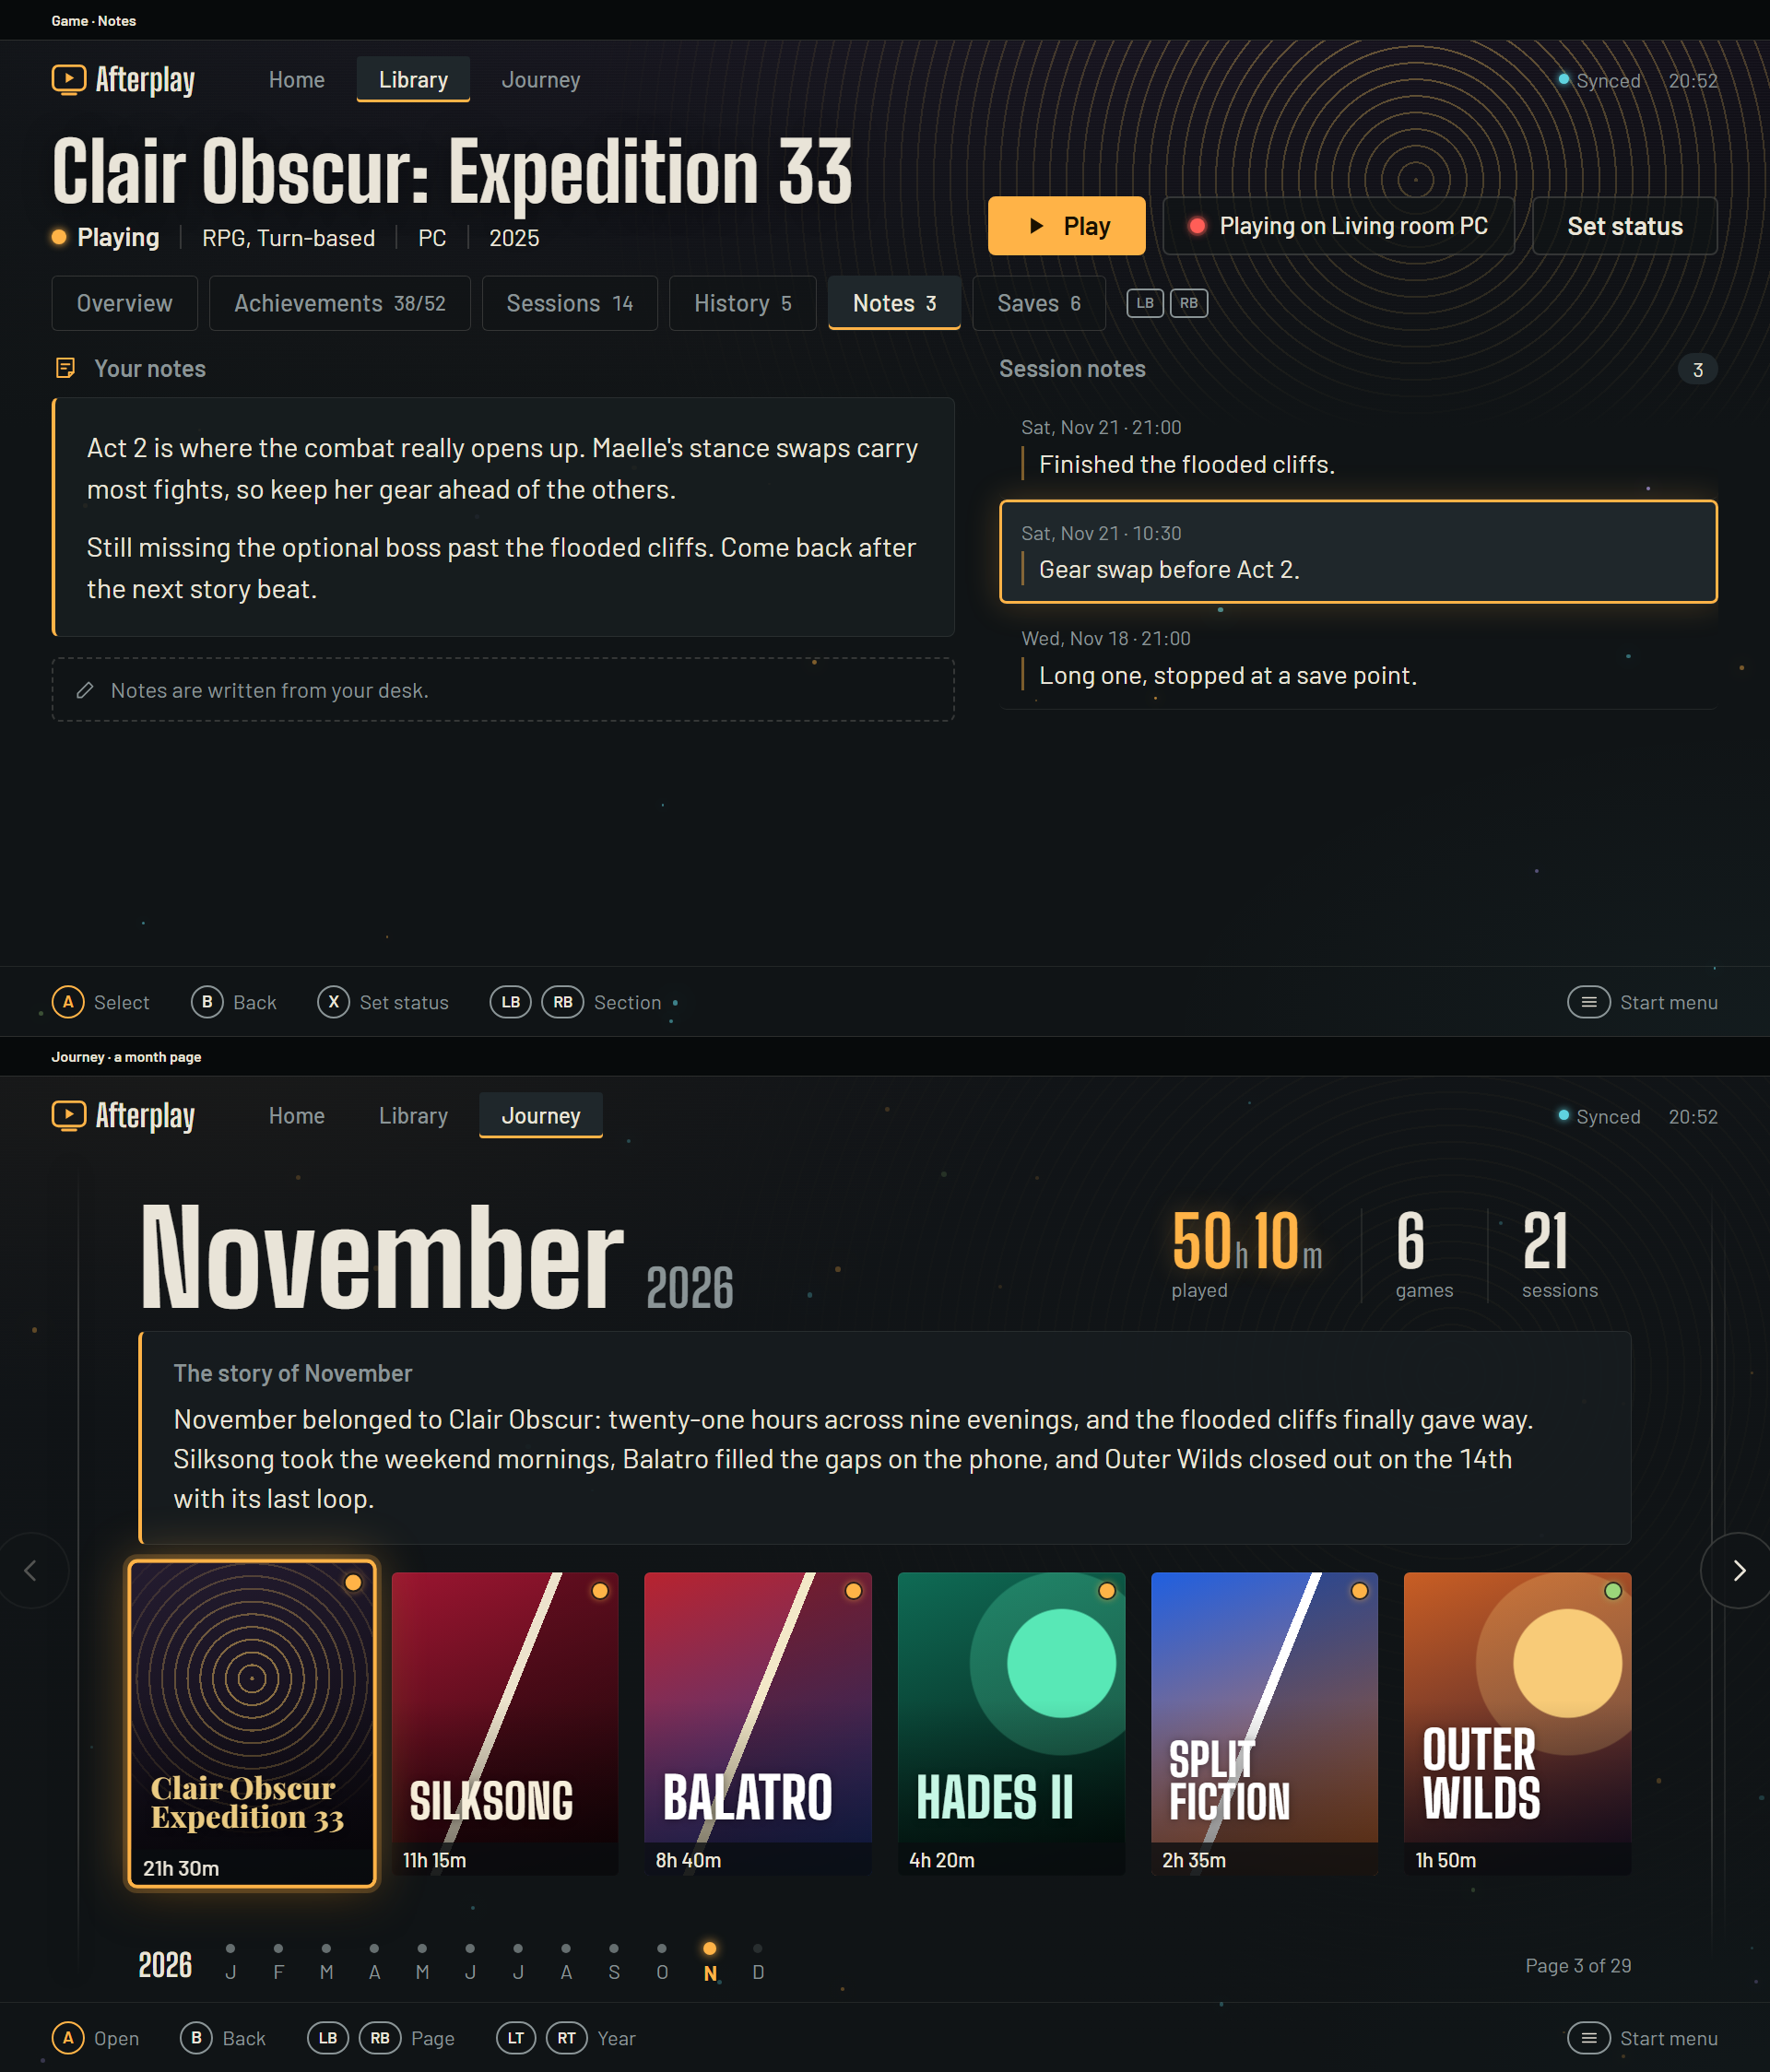 Game · Notes
Afterplay
Home
Library
Journey
Synced
20:52
Clair Obscur: Expedition 33
Playing
RPG, Turn-based
PC
2025
Play
Playing on Living room PC
Set status
Overview
Achievements 38/52
Sessions 14
History 5
Notes 3
Saves 6
LB
RB
Your notes
Act 2 is where the combat really opens up. Maelle's stance swaps carry
most fights, so keep her gear ahead of the others.
Still missing the optional boss past the flooded cliffs. Come back after
the next story beat.
Notes are written from your desk.
Session notes
3
Sat, Nov 21 · 21:00
Finished the flooded cliffs.
Sat, Nov 21 · 10:30
Gear swap before Act 2.
Wed, Nov 18 · 21:00
Long one, stopped at a save point.
A Select
B Back
X Set status
LB RB Section
Start menu
Journey · a month page
Afterplay
Home
Library
Journey
Synced
20:52
November 2026
50h 10m
played
6
games
21
sessions
The story of November
November belonged to Clair Obscur: twenty-one hours across nine evenings, and the flooded cliffs finally gave way.
Silksong took the weekend mornings, Balatro filled the gaps on the phone, and Outer Wilds closed out on the 14th
with its last loop.
Clair Obscur
Expedition 33
21h 30m
SILKSONG
11h 15m
BALATRO
8h 40m
HADES II
4h 20m
SPLIT
FICTION
2h 35m
OUTER
WILDS
1h 50m
2026
J F M A M J J A S O N D
Page 3 of 29
A Open
B Back
LB RB Page
LT RT Year
Start menu